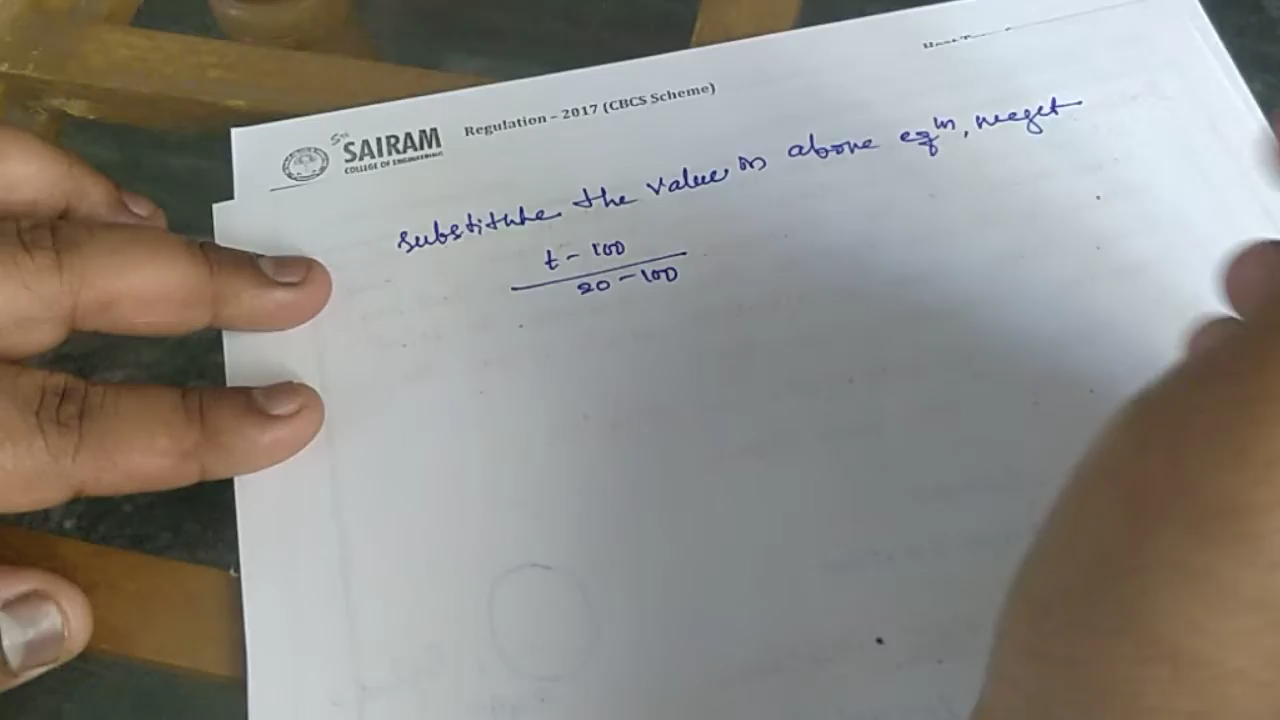 Sri
SAIRAM
COLLEGE OF ENGINEERING
Regulation – 2017 (CBCS Scheme)
substitute the value in above eqn, we get
t - 100
20 - 100